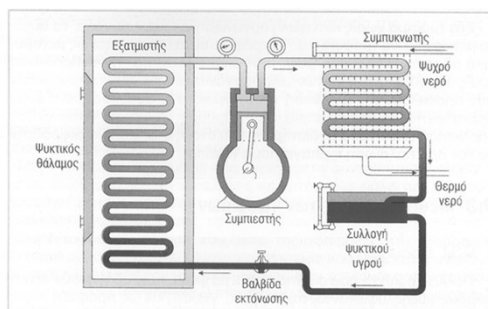 Εξατμιστής
Συμπυκνωτής
Ψυχρό
νερό
Ψυκτικός
θάλαμος
Θερμό
νερό
Συμπιεστής
Συλλογή
ψυκτικού
υγρού
Βαλβίδα
εκτόνωσης